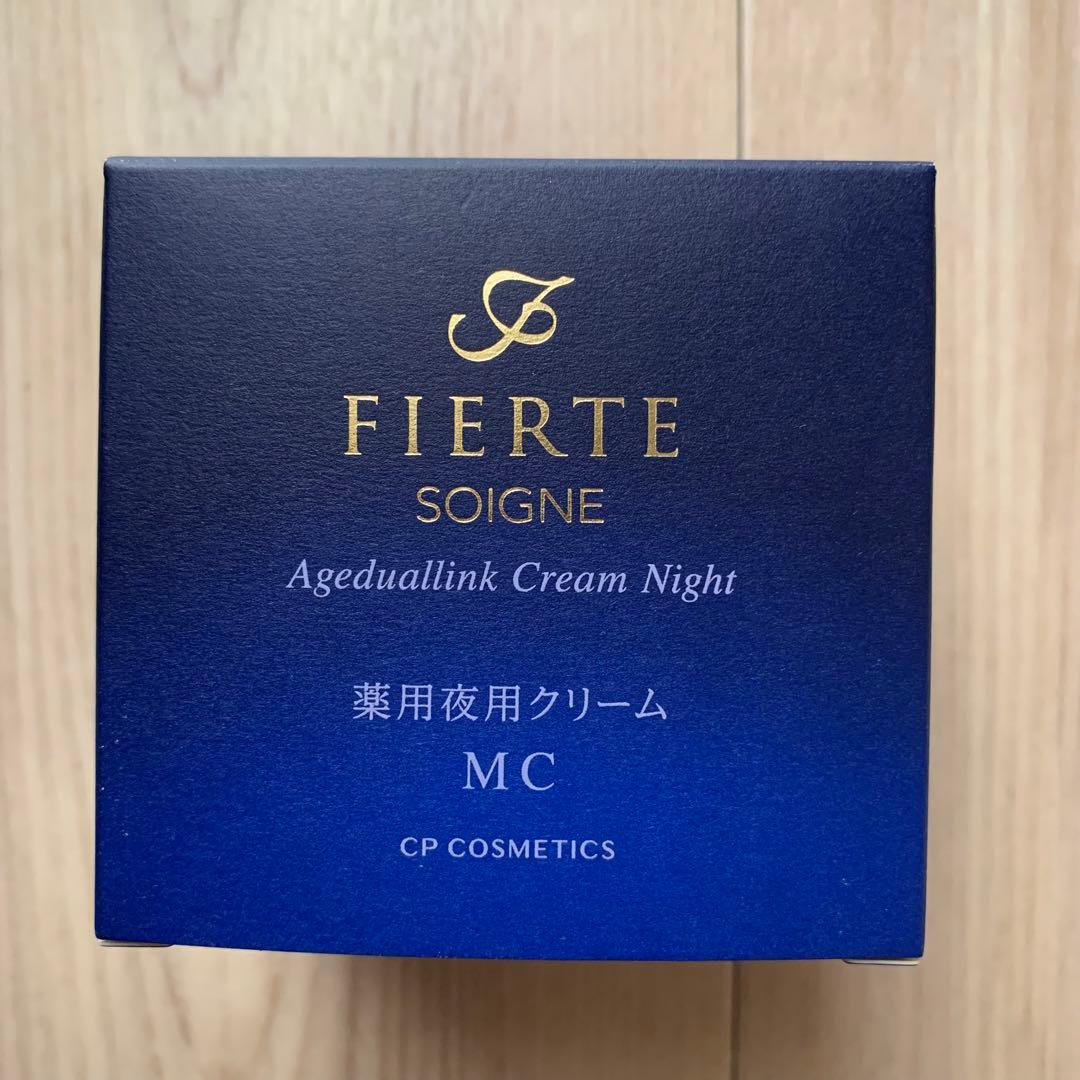 FIERTE
SOIGNE
Ageduallink Cream Night
薬用夜用クリーム
MC
CP COSMETICS